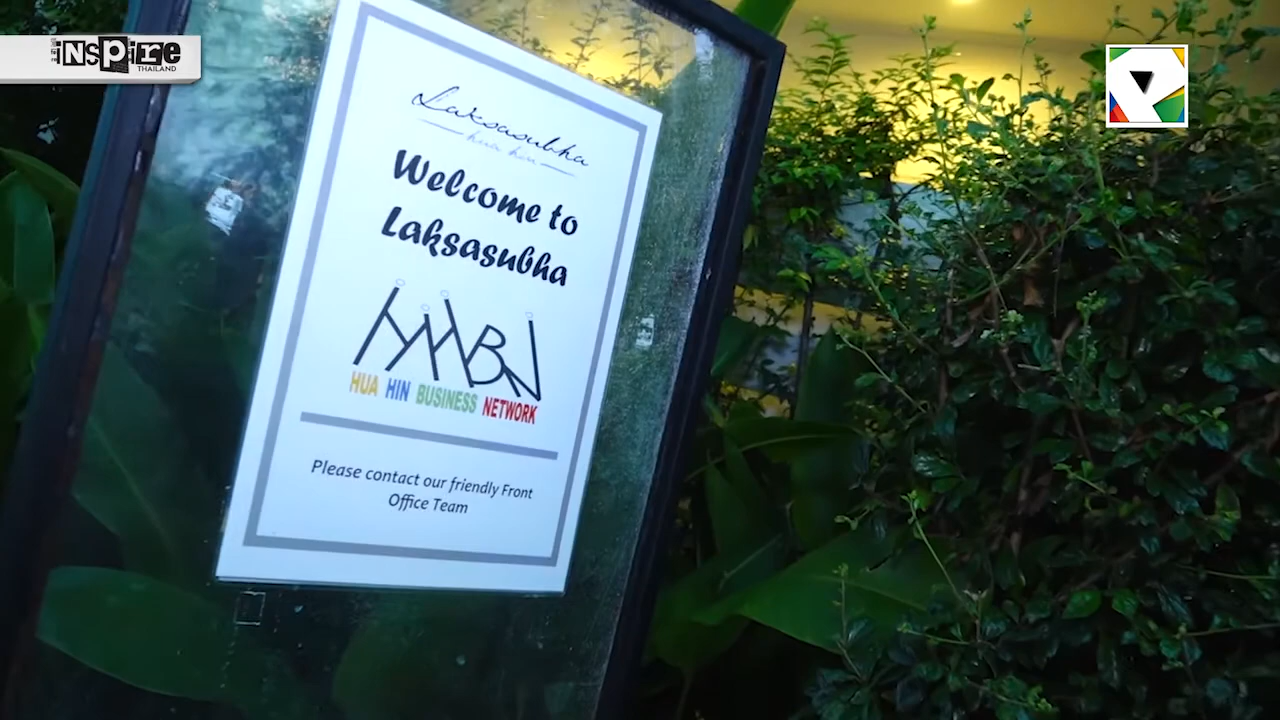 iNSPiRE
THAILAND
Laksasubha
hua hin
Welcome to
Laksasubha
HHBN
HUA HIN BUSINESS NETWORK
Please contact our friendly Front
Office Team